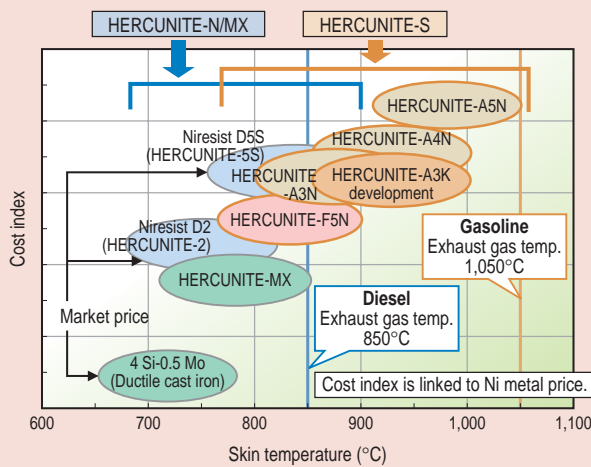 HERCUNITE-N/MX
HERCUNITE-S
HERCUNITE-A5N
Niresist D5S
(HERCUNITE-5S)
HERCUNITE-A4N
HERCUNITE
-A3N
HERCUNITE-A3K
development
HERCUNITE-F5N
Niresist D2
(HERCUNITE-2)
HERCUNITE-MX
Gasoline
Exhaust gas temp.
1,050°C
Diesel
Exhaust gas temp.
850°C
Market price
4 Si-0.5 Mo
(Ductile cast iron)
Cost index is linked to Ni metal price.
Cost index
600
700
800
900
1,000
1,100
Skin temperature (°C)